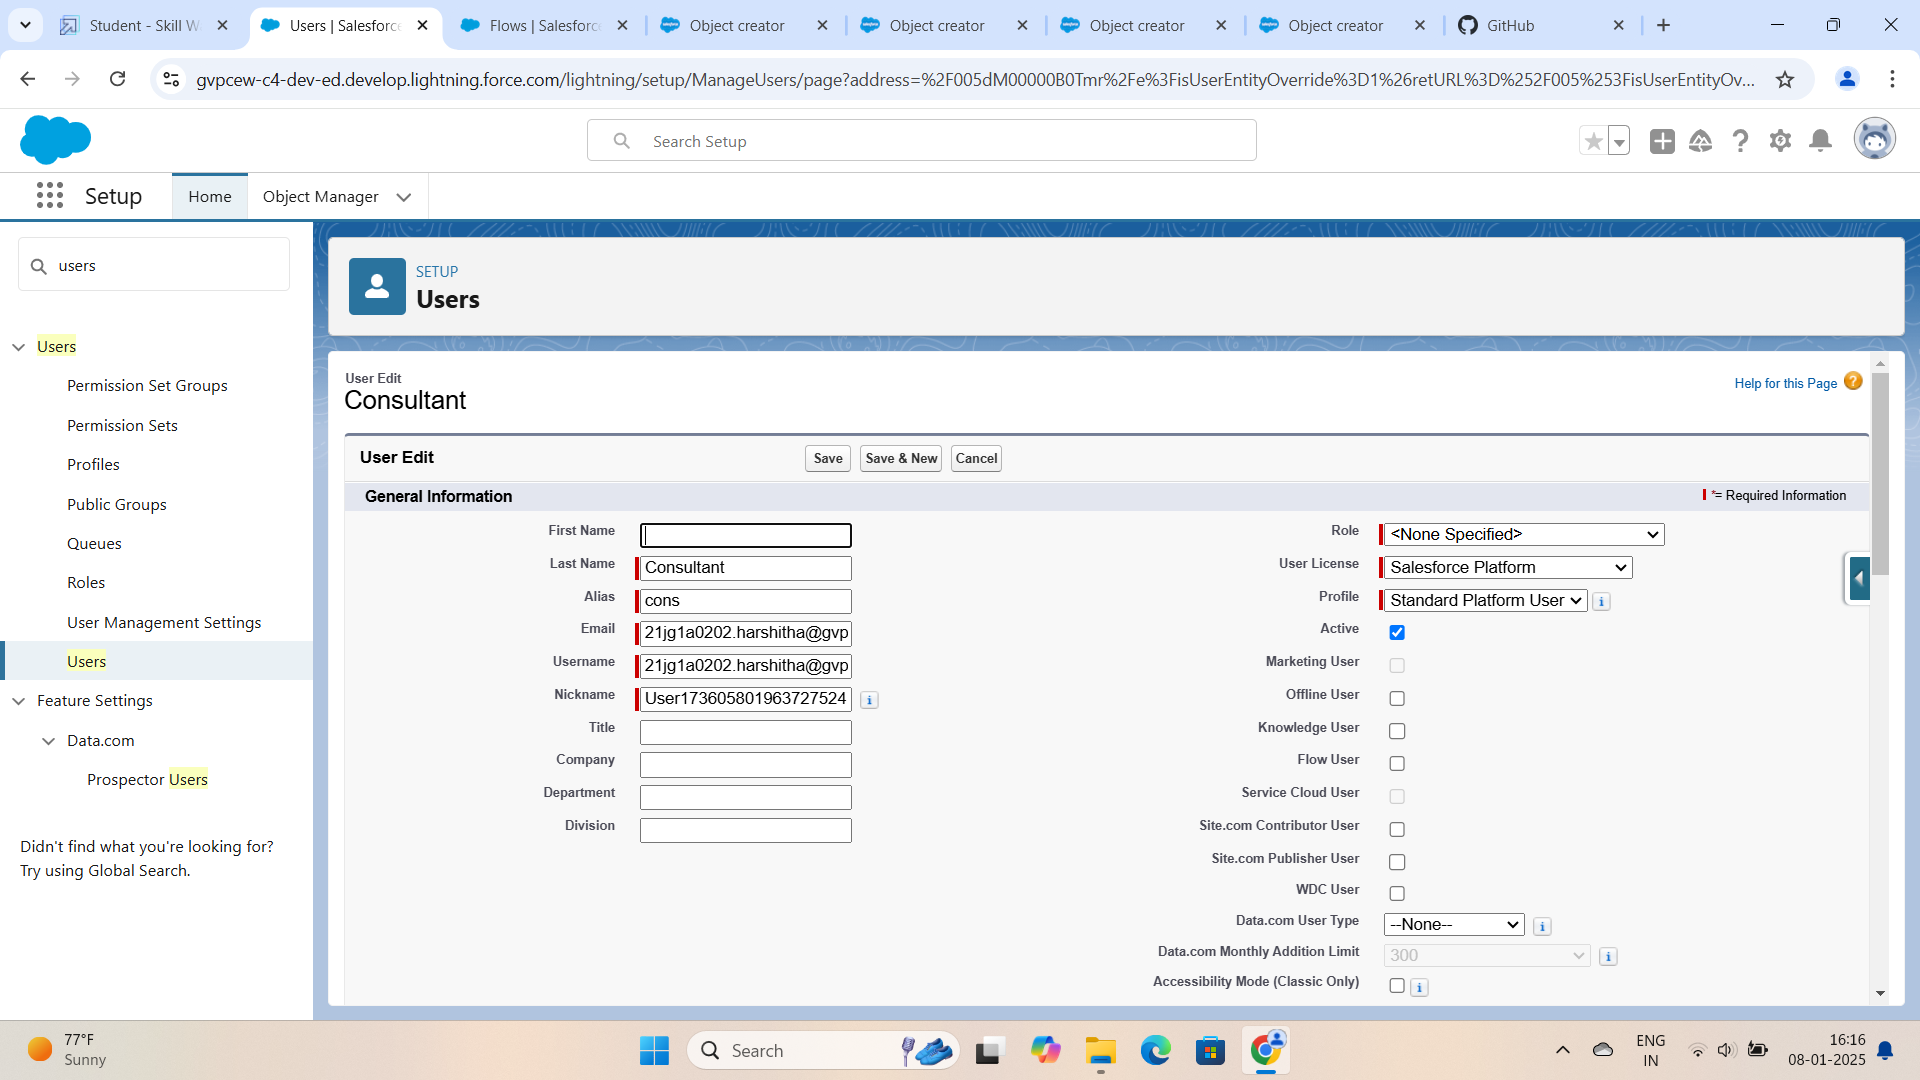 Student - Skill W
Users | Salesforce
Flows | Salesforce
Object creator
Object creator
Object creator
Object creator
GitHub
gvpcew-c4-dev-ed.develop.lightning.force.com/lightning/setup/ManageUsers/page?address=%2F005dM00000B0Tmr%2Fe%3FisUserEntityOverride%3D1%26retURL%3D%252F005%253FisUserEntityOv...
Search Setup
Setup
Home
Object Manager
users
Users
Permission Set Groups
Permission Sets
Profiles
Public Groups
Queues
Roles
User Management Settings
Users
Feature Settings
Data.com
Prospector Users
Didn't find what you're looking for?
Try using Global Search.
SETUP
Users
User Edit
Consultant
Help for this Page ?
User Edit
Save
Save & New
Cancel
General Information
*= Required Information
First Name
Last Name Consultant
Alias cons
Email 21jg1a0202.harshitha@gvp
Username 21jg1a0202.harshitha@gvp
Nickname User173605801963727524 i
Title
Company
Department
Division
Role <None Specified>
User License Salesforce Platform
Profile Standard Platform User i
Active
Marketing User
Offline User
Knowledge User
Flow User
Service Cloud User
Site.com Contributor User
Site.com Publisher User
WDC User
Data.com User Type --None-- i
Data.com Monthly Addition Limit 300 i
Accessibility Mode (Classic Only) i
77°F
Sunny
Search
ENG
IN
16:16
08-01-2025